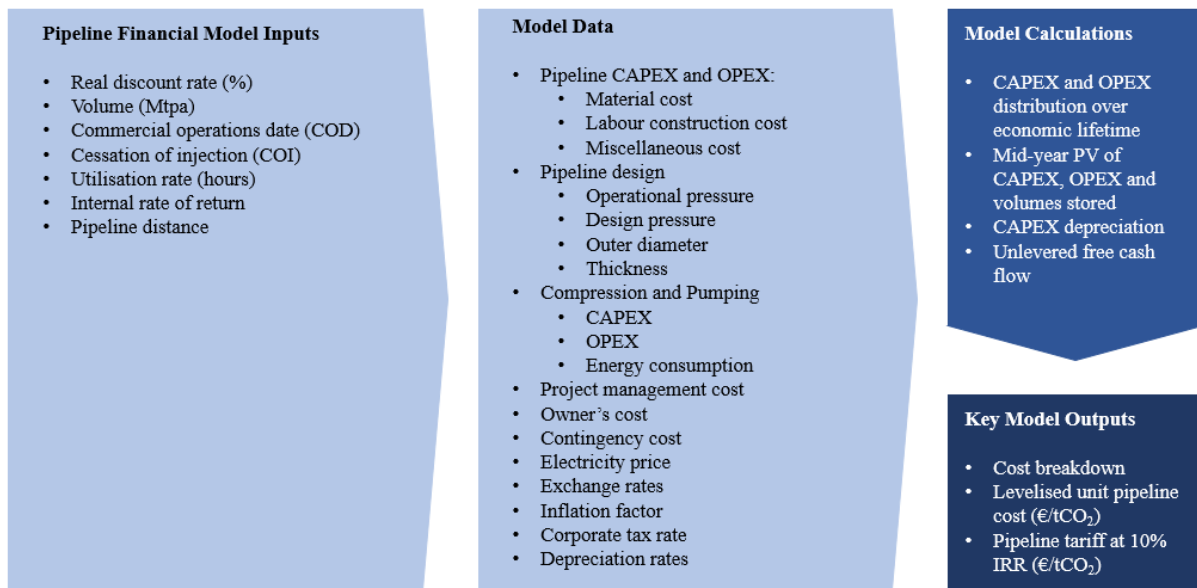 Pipeline Financial Model Inputs
• Real discount rate (%)
• Volume (Mtpa)
• Commercial operations date (COD)
• Cessation of injection (COI)
• Utilisation rate (hours)
• Internal rate of return
• Pipeline distance
Model Data
• Pipeline CAPEX and OPEX:
• Material cost
• Labour construction cost
• Miscellaneous cost
• Pipeline design
• Operational pressure
• Design pressure
• Outer diameter
• Thickness
• Compression and Pumping
• CAPEX
• OPEX
• Energy consumption
• Project management cost
• Owner’s cost
• Contingency cost
• Electricity price
• Exchange rates
• Inflation factor
• Corporate tax rate
• Depreciation rates
Model Calculations
• CAPEX and OPEX
distribution over
economic lifetime
• Mid-year PV of
CAPEX, OPEX and
volumes stored
• CAPEX depreciation
• Unlevered free cash
flow
Key Model Outputs
• Cost breakdown
• Levelised unit pipeline
cost (€/tCO₂)
• Pipeline tariff at 10%
IRR (€/tCO₂)